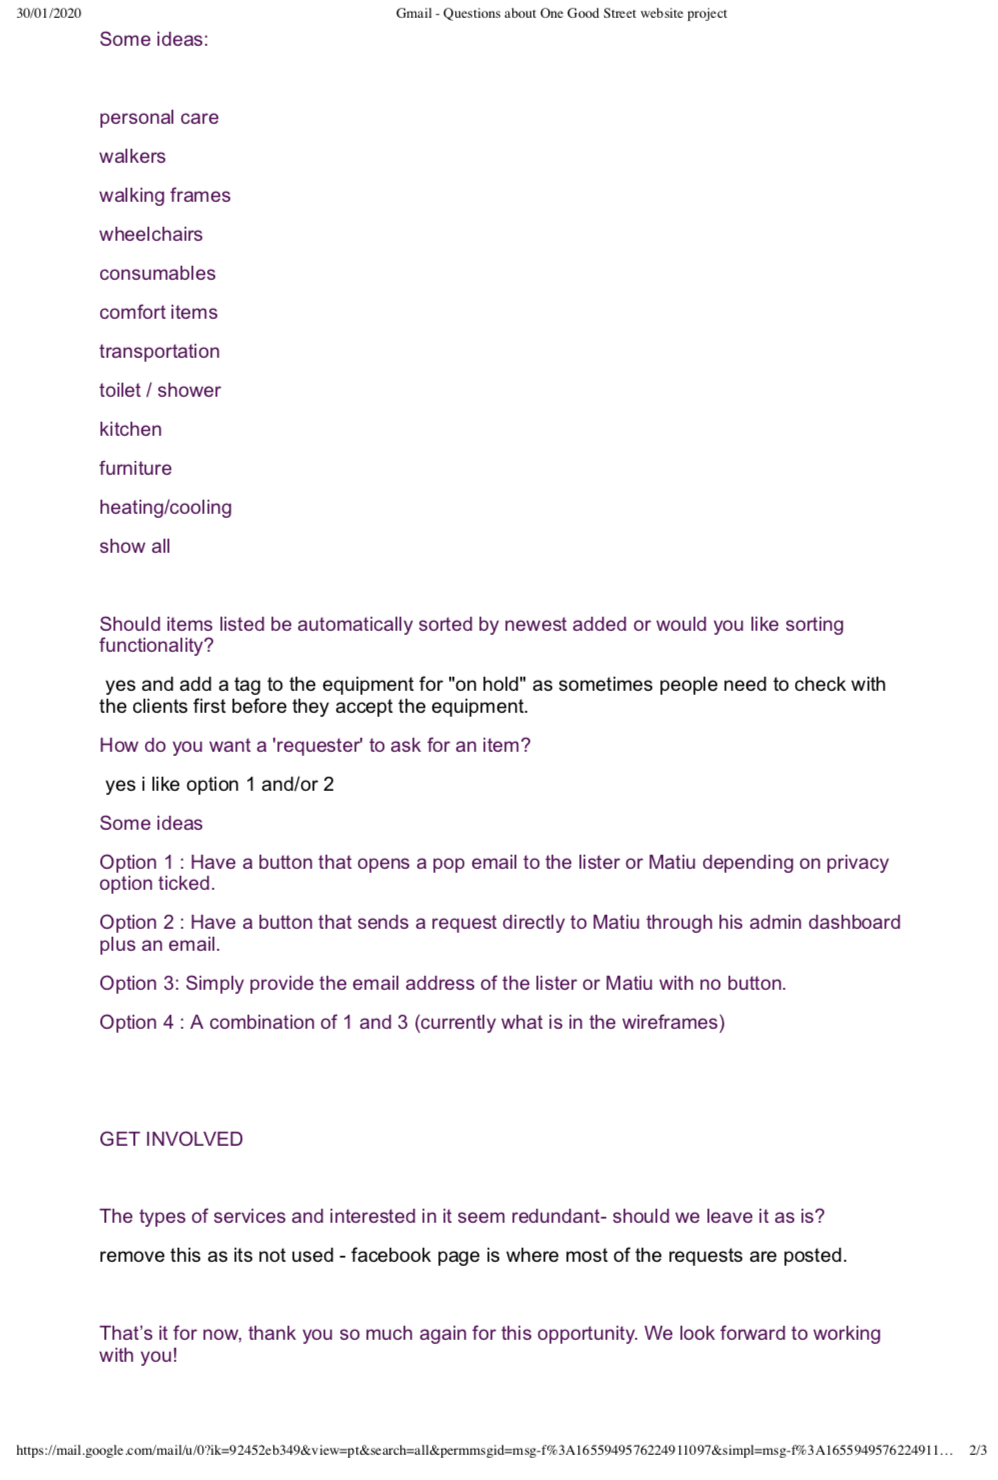 30/01/2020 Gmail - Questions about One Good Street website project
Some ideas:
personal care
walkers
walking frames
wheelchairs
consumables
comfort items
transportation
toilet / shower
kitchen
furniture
heating/cooling
show all
Should items listed be automatically sorted by newest added or would you like sorting
functionality?
yes and add a tag to the equipment for "on hold" as sometimes people need to check with
the clients first before they accept the equipment.
How do you want a 'requester' to ask for an item?
yes i like option 1 and/or 2
Some ideas
Option 1 : Have a button that opens a pop email to the lister or Matiu depending on privacy
option ticked.
Option 2 : Have a button that sends a request directly to Matiu through his admin dashboard
plus an email.
Option 3: Simply provide the email address of the lister or Matiu with no button.
Option 4 : A combination of 1 and 3 (currently what is in the wireframes)
GET INVOLVED
The types of services and interested in it seem redundant- should we leave it as is?
remove this as its not used - facebook page is where most of the requests are posted.
That’s it for now, thank you so much again for this opportunity. We look forward to working
with you!
https://mail.google.com/mail/u/0?ik=92452eb349&view=pt&search=all&permmsgid=msg-f%3A1655949576224911097&simpl=msg-f%3A1655949576224911… 2/3